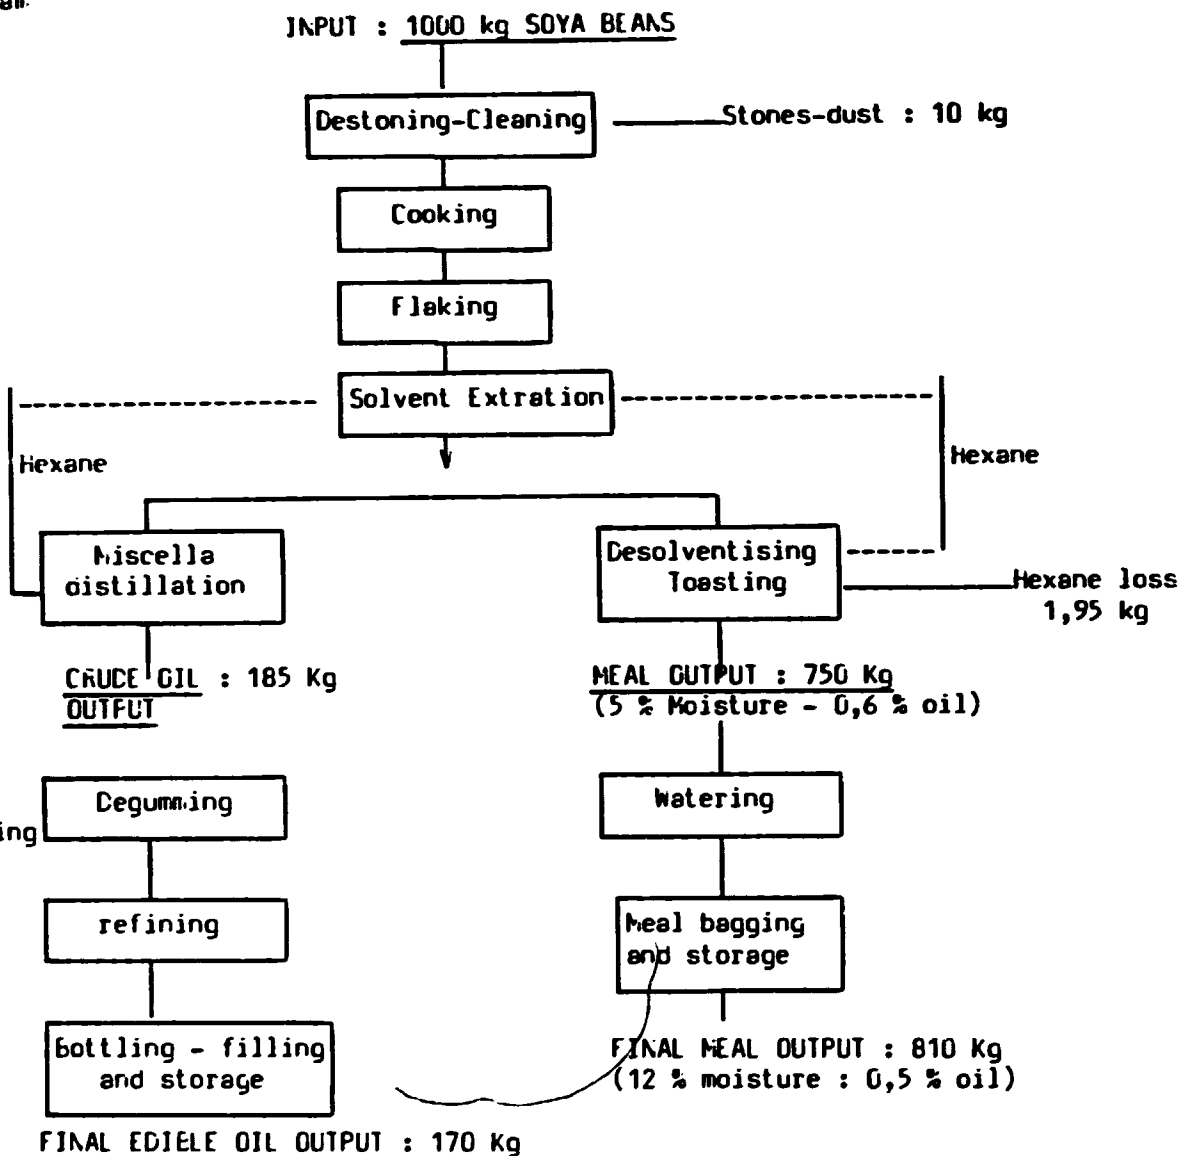 INPUT : 1000 kg SOYA BEANS
Destoning-Cleaning
Stones-dust : 10 kg
Cooking
Flaking
Solvent Extration
Hexane
Hexane
Miscella
distillation
Desolventising
Toasting
Hexane loss
1,95 kg
CRUDE OIL : 185 Kg
OUTPUT
MEAL OUTPUT : 750 Kg
(5 % Moisture - 0,6 % oil)
Degumming
Watering
ing
refining
Meal bagging
and storage
Bottling - filling
and storage
FINAL MEAL OUTPUT : 810 Kg
(12 % moisture : 0,5 % oil)
FINAL EDIBLE OIL OUTPUT : 170 Kg